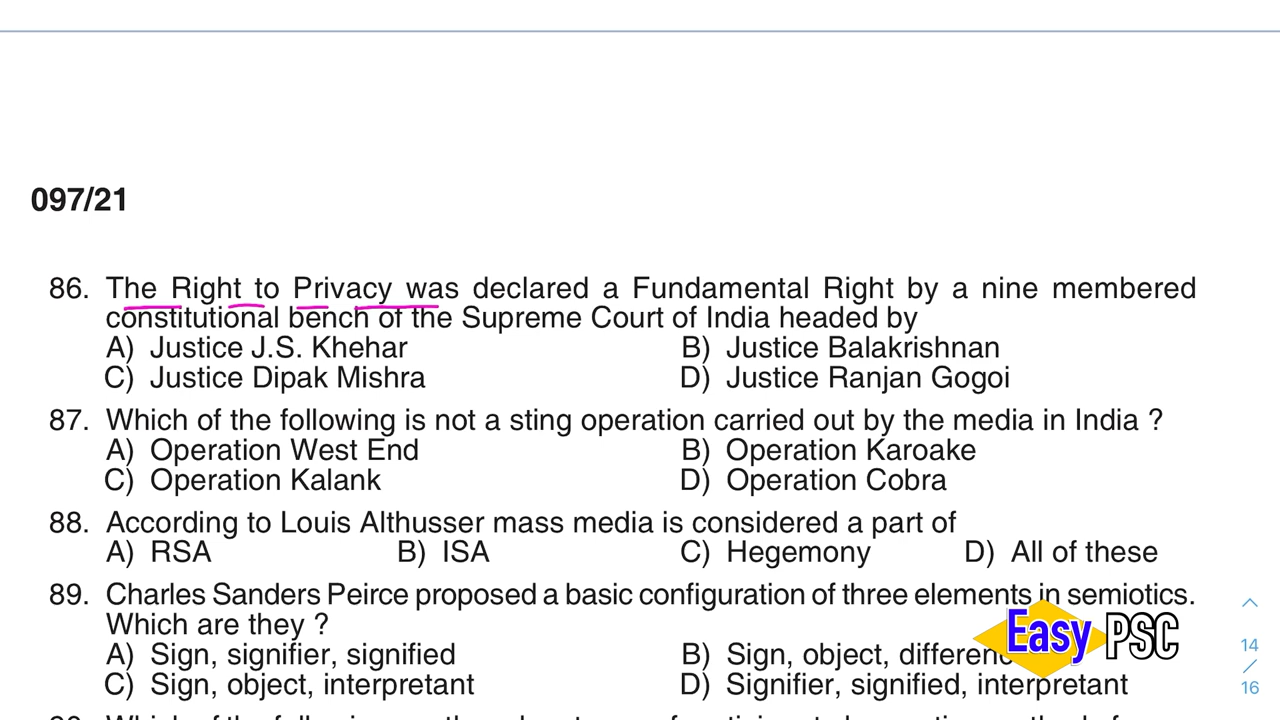 097/21
86. The Right to Privacy was declared a Fundamental Right by a nine membered
constitutional bench of the Supreme Court of India headed by
A) Justice J.S. Khehar B) Justice Balakrishnan
C) Justice Dipak Mishra D) Justice Ranjan Gogoi
87. Which of the following is not a sting operation carried out by the media in India ?
A) Operation West End B) Operation Karoake
C) Operation Kalank D) Operation Cobra
88. According to Louis Althusser mass media is considered a part of
A) RSA B) ISA C) Hegemony D) All of these
89. Charles Sanders Peirce proposed a basic configuration of three elements in semiotics.
Which are they ?
A) Sign, signifier, signified B) Sign, object,
C) Sign, object, interpretant D) Signifier, signified, interpretant
Easy PSC
14
/
16